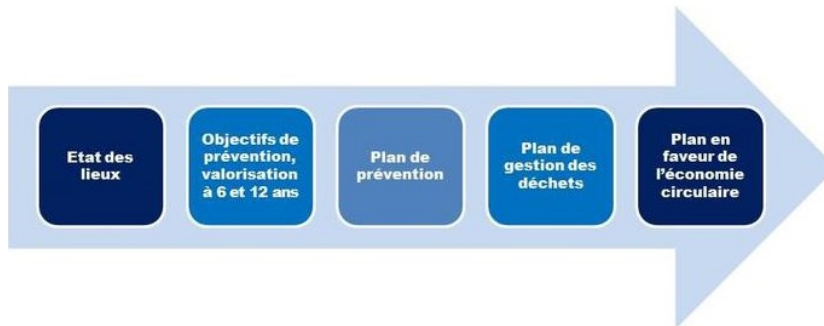 Etat des
lieux
Objectifs de
prévention,
valorisation
à 6 et 12 ans
Plan de
prévention
Plan de
gestion des
déchets
Plan en
faveur de
l'économie
circulaire